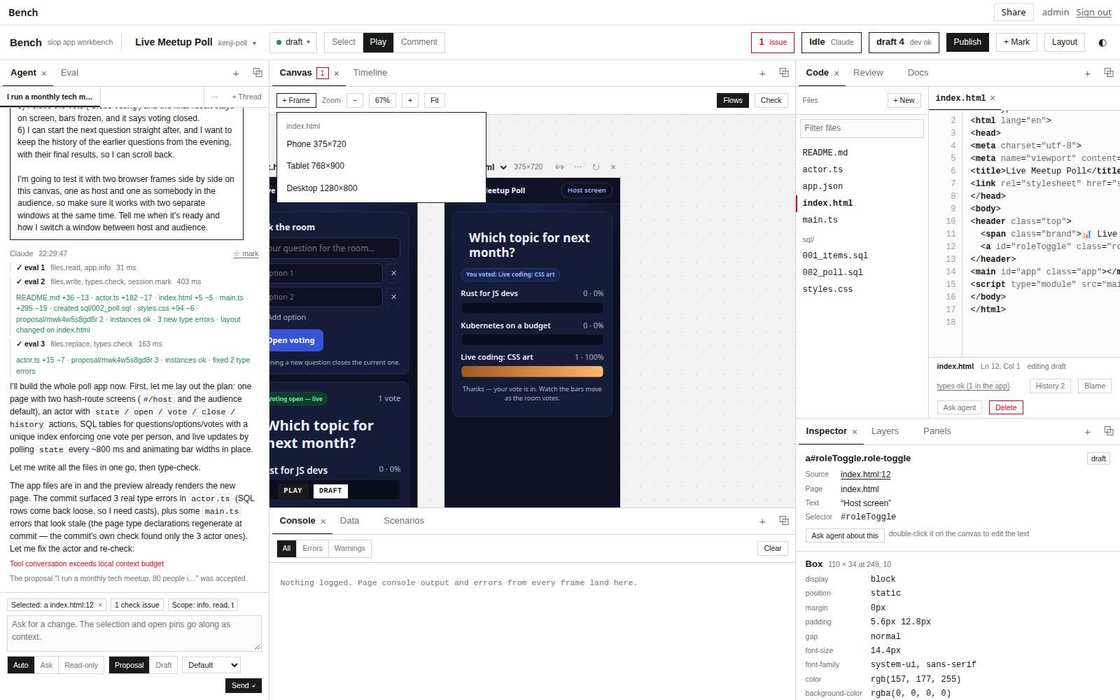 Bench
Share
admin
Sign out
Bench
slop app workbench
Live Meetup Poll
kenji-poll
draft
Select
Play
Comment
1 issue
Idle Claude
draft 4 dev ok
Publish
+ Mark
Layout
Agent
Eval
I run a monthly tech m…
+ Thread
on screen, bars frozen, and it says voting closed.
6) I can start the next question straight after, and I want to
keep the history of the earlier questions from the evening,
with their final results, so I can scroll back.
I'm going to test it with two browser frames side by side on
this canvas, one as host and one as somebody in the
audience, so make sure it works with two separate
windows at the same time. Tell me when it's ready and
how I switch a window between host and audience.
Claude 22:29:47
☆ mark
✓ eval 1 files.read, app.info 31 ms
✓ eval 2 files.write, types.check, session.mark 403 ms
README.md +36 −13 · actor.ts +182 −17 · index.html +5 −5 · main.ts
+295 −19 · created sql/002_poll.sql · styles.css +94 −6 ·
proposal/mwk4w5s8gd8r 2 · instances ok · 3 new type errors · layout
changed on index.html
✓ eval 3 files.replace, types.check 163 ms
actor.ts +15 −7 · proposal/mwk4w5s8gd8r 3 · instances ok · fixed 2 type
errors
I'll build the whole poll app now. First, let me lay out the plan: one
page with two hash-route screens ( #/host and the audience
default), an actor with state / open / vote / close /
history actions, SQL tables for questions/options/votes with a
unique index enforcing one vote per person, and live updates by
polling state every ~800 ms and animating bar widths in place.
Let me write all the files in one go, then type-check.
The app files are in and the preview already renders the new
page. The commit surfaced 3 real type errors in actor.ts (SQL
rows come back loose, so I need casts), plus some main.ts
errors that look stale (the page type declarations regenerate at
commit — the commit's own check found only the 3 actor ones).
Let me fix the actor and re-check:
Tool conversation exceeds local context budget
The proposal "I run a monthly tech meetup, 80 people i…" was accepted.
Selected: a index.html:12 ×
1 check issue
Scope: info, read, t
Ask for a change. The selection and open pins go along as
context.
Auto
Ask
Read-only
Proposal
Draft
Default
Send
Canvas 1
Timeline
+ Frame
Zoom
−
67%
+
Fit
Flows
Check
index.html
Phone 375×720
Tablet 768×900
Desktop 1280×800
375×720
Meetup Poll
Host screen
k the room
our question for the room...
ption 1
ption 2
Add option
Open voting
ning a new question closes the current one.
oting open — live
1 vote
Which topic for
next month?
st for JS devs
0 · 0%
PLAY
DRAFT
Which topic for next
month?
You voted: Live coding: CSS art
Rust for JS devs
0 · 0%
Kubernetes on a budget
0 · 0%
Live coding: CSS art
1 · 100%
Thanks — your vote is in. Watch the bars move
as the room votes.
Console
Data
Scenarios
All
Errors
Warnings
Clear
Nothing logged. Page console output and errors from every frame land here.
Code
Review
Docs
Files
+ New
Filter files
README.md
actor.ts
app.json
index.html
main.ts
sql/
001_items.sql
002_poll.sql
styles.css
index.html ×
2 <html lang="en">
3 <head>
4 <meta charset="utf-8">
5 <meta name="viewport" conten
6 <title>Live Meetup Poll</title
7 <link rel="stylesheet" href="s
8 </head>
9 <body>
10 <header class="top">
11 <span class="brand">📊 Live
12 <a id="roleToggle" class="ro
13 </header>
14 <main id="app" class="app"></m
15 <script type="module" src="mai
16 </body>
17 </html>
18
index.html Ln 12, Col 1 editing draft
types ok (1 in the app)
History 2
Blame
Ask agent
Delete
Inspector
Layers
Panels
a#roleToggle.role-toggle
draft
Source index.html:12
Page index.html
Text "Host screen"
Selector #roleToggle
Ask agent about this
double-click it on the canvas to edit the text
Box 110 × 34 at 249, 10
display block
position static
margin 0px
padding 5.6px 12.8px
gap normal
font-size 14.4px
font-family system-ui, sans-serif
color rgb(157, 177, 255)
background-color rgba(0, 0, 0, 0)